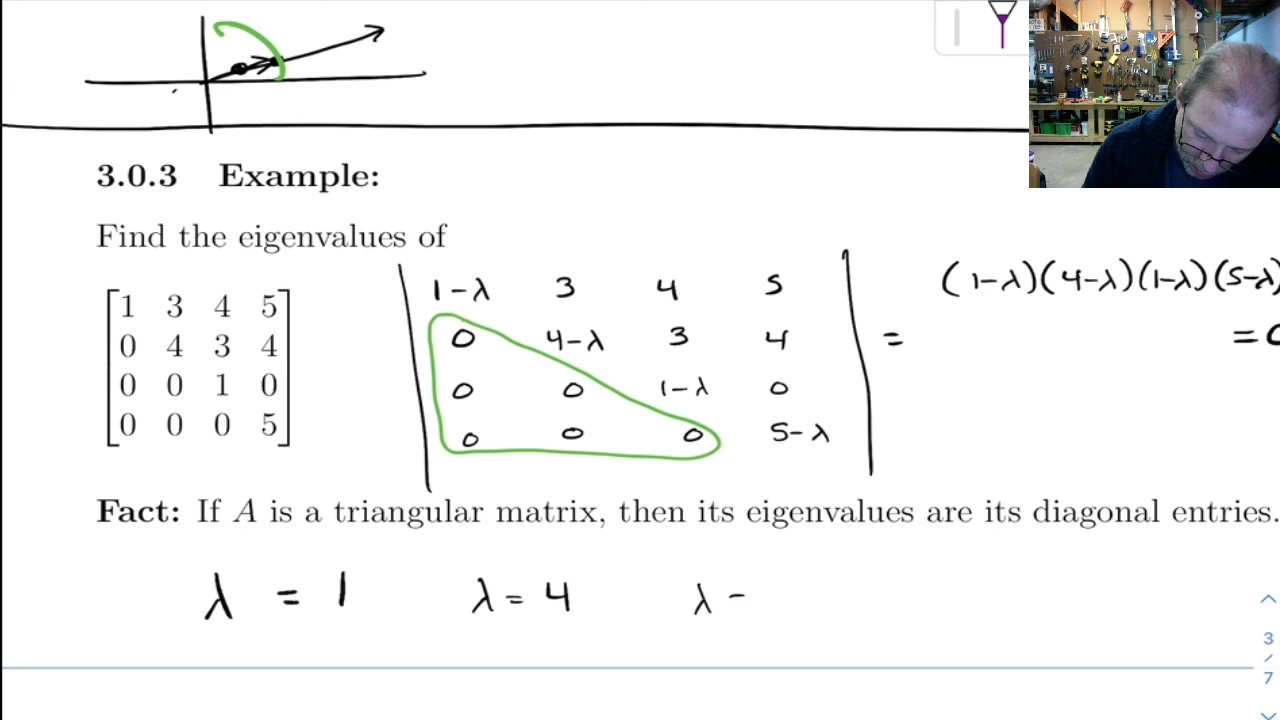 3.0.3 Example:
Find the eigenvalues of
1 3 4 5
0 4 3 4
0 0 1 0
0 0 0 5
1-λ 3 4 5
0 4-λ 3 4
0 0 1-λ 0
0 0 0 5-λ
= (1-λ)(4-λ)(1-λ)(5-λ)
= 0
Fact: If A is a triangular matrix, then its eigenvalues are its diagonal entries.
λ = 1 λ = 4 λ -
3
/
7